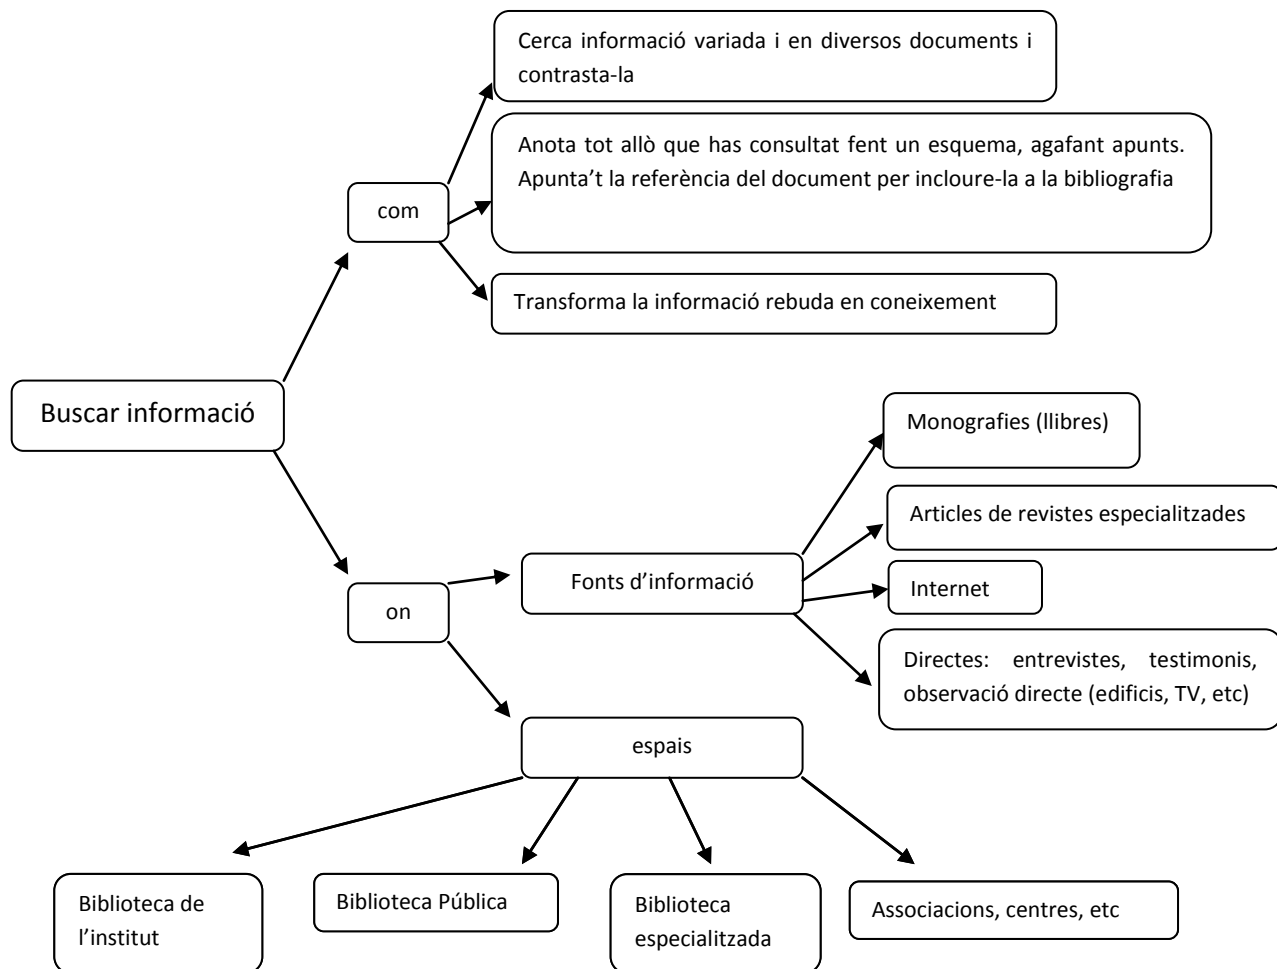 Cerca informació variada i en diversos documents i
contrasta-la
Anota tot allò que has consultat fent un esquema, agafant apunts.
Apunta’t la referència del document per incloure-la a la bibliografia
com
Transforma la informació rebuda en coneixement
Buscar informació
Monografies (llibres)
Articles de revistes especialitzades
Fonts d’informació
Internet
on
Directes: entrevistes, testimonis,
observació directe (edificis, TV, etc)
espais
Biblioteca de
l’institut
Biblioteca Pública
Biblioteca
especialitzada
Associacions, centres, etc